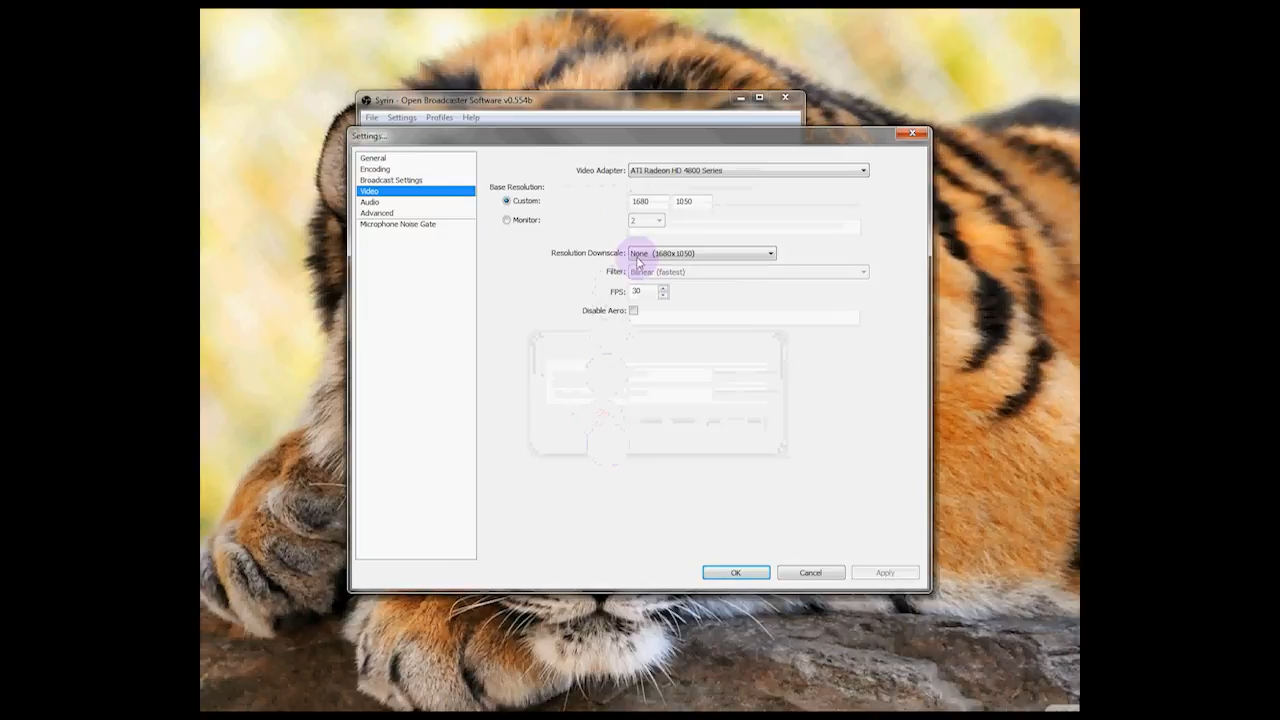 Syrin - Open Broadcaster Software v0.554b
File Settings Profiles Help
Settings...
General
Encoding
Broadcast Settings
Video
Audio
Advanced
Microphone Noise Gate
Video Adapter: ATI Radeon HD 4800 Series
Base Resolution:
Custom: 1680 1050
Monitor: 2
Resolution Downscale: None (1680x1050)
Filter: Bilinear (fastest)
FPS: 30
Disable Aero:
OK Cancel Apply